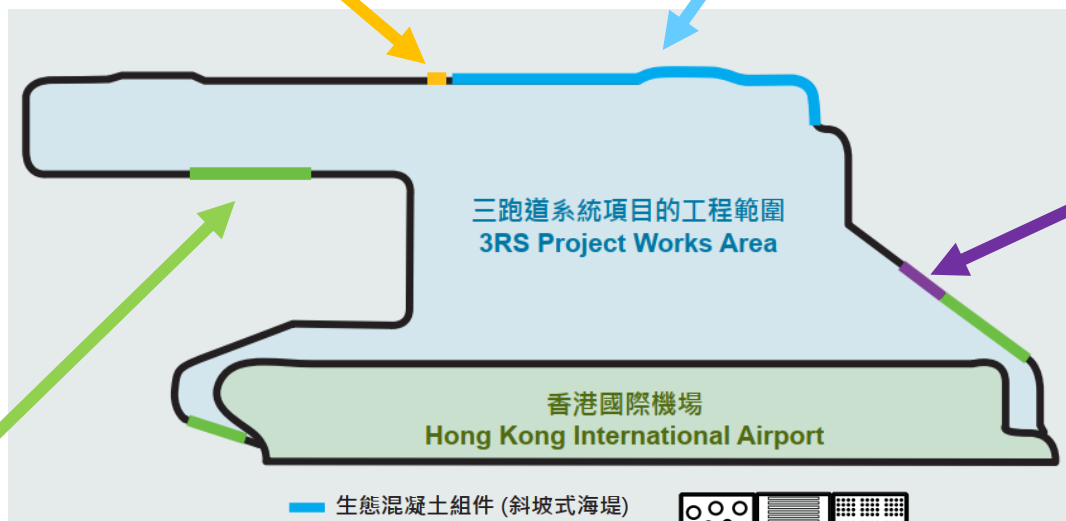 三跑道系統項目的工程範圍
3RS Project Works Area
香港國際機場
Hong Kong International Airport
生態混凝土組件 (斜坡式海堤)